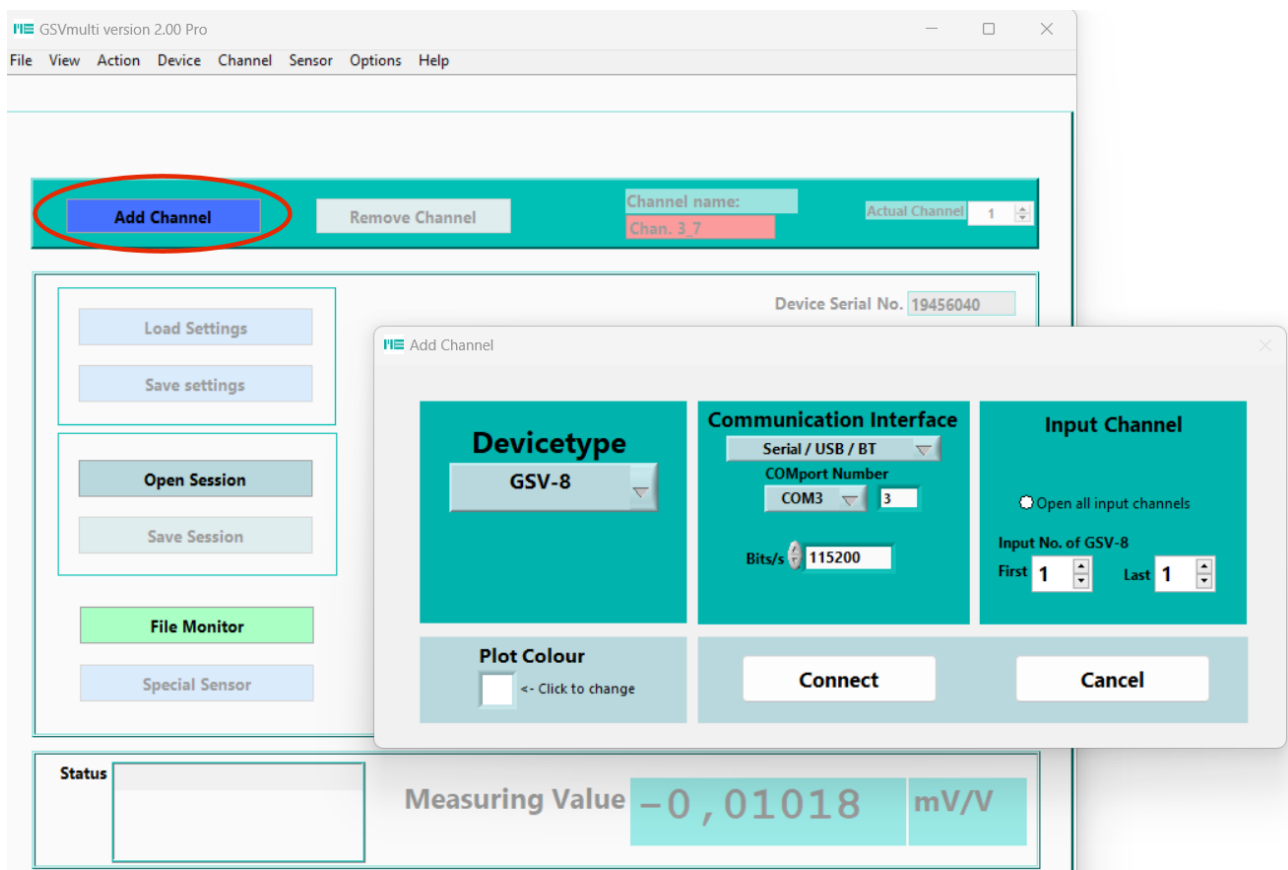 GSVmulti version 2.00 Pro
File View Action Device Channel Sensor Options Help
Add Channel
Remove Channel
Channel name:
Chan. 3_7
Actual Channel 1
Load Settings
Save settings
Open Session
Save Session
File Monitor
Special Sensor
Device Serial No. 19456040
Add Channel
Devicetype
GSV-8
Communication Interface
Serial / USB / BT
COMport Number
COM3 3
Bits/s 115200
Input Channel
Open all input channels
Input No. of GSV-8
First 1 Last 1
Plot Colour
<- Click to change
Connect
Cancel
Status
Measuring Value -0,01018 mV/V